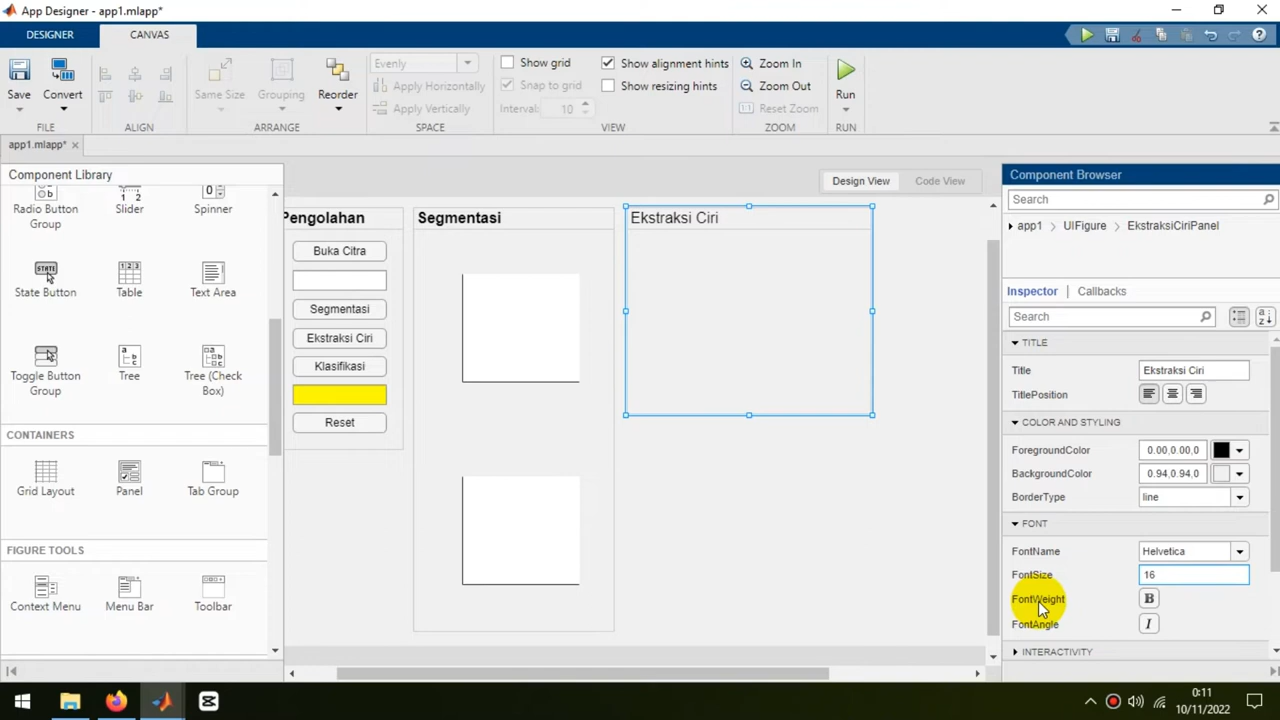 App Designer - app1.mlapp*
DESIGNER
CANVAS
Save
Convert
Same Size
Grouping
Reorder
Evenly
Apply Horizontally
Apply Vertically
Show grid
Snap to grid
Interval: 10
Show alignment hints
Show resizing hints
Zoom In
Zoom Out
Reset Zoom
Run
FILE
ALIGN
ARRANGE
SPACE
VIEW
ZOOM
RUN
app1.mlapp*
Component Library
Radio Button Group
Slider
Spinner
STATE
State Button
Table
Text Area
Toggle Button Group
Tree
Tree (Check Box)
CONTAINERS
Grid Layout
Panel
Tab Group
FIGURE TOOLS
Context Menu
Menu Bar
Toolbar
Design View
Code View
Pengolahan
Buka Citra
Segmentasi
Ekstraksi Ciri
Klasifikasi
Reset
Segmentasi
Ekstraksi Ciri
Component Browser
Search
app1
UIFigure
EkstraksiCiriPanel
Inspector
Callbacks
Search
TITLE
Title
Ekstraksi Ciri
TitlePosition
COLOR AND STYLING
ForegroundColor
0.00,0.00,0
BackgroundColor
0.94,0.94,0
BorderType
line
FONT
FontName
Helvetica
FontSize
16
FontWeight
B
FontAngle
I
INTERACTIVITY
0:11
10/11/2022